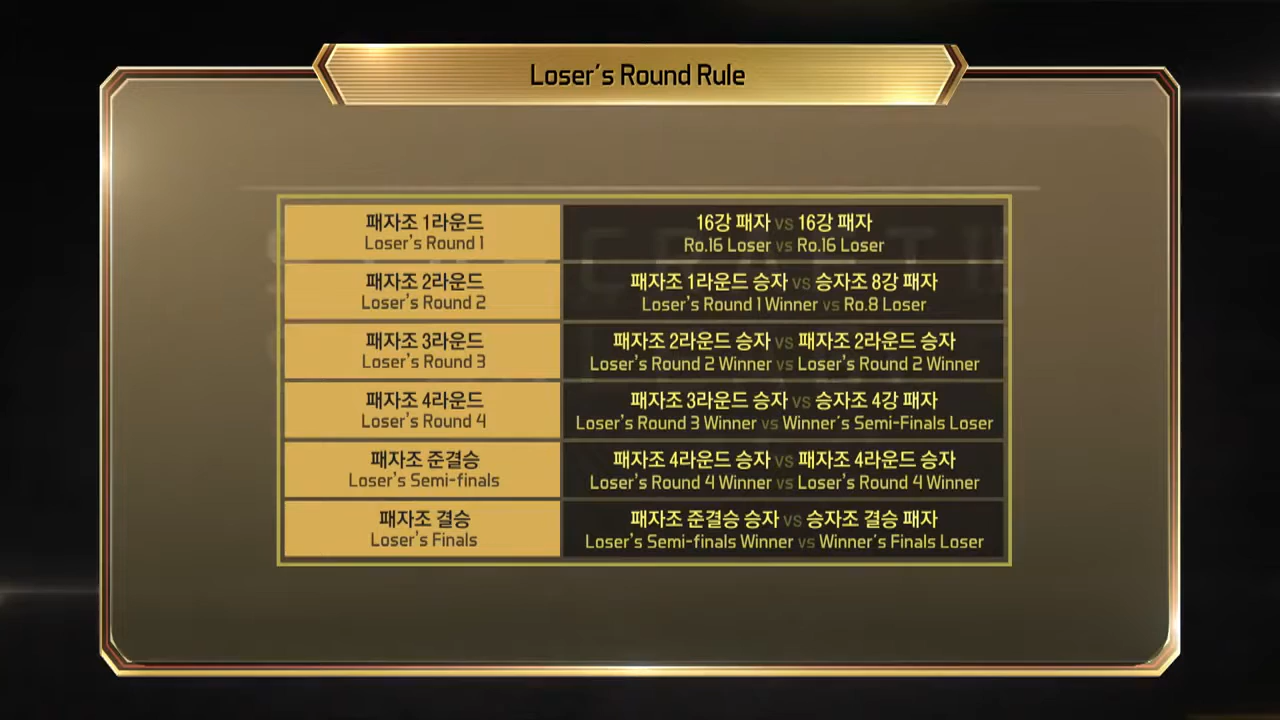 Loser's Round Rule
패자조 1라운드
Loser's Round 1
16강 패자 vs 16강 패자
Ro.16 Loser vs Ro.16 Loser
패자조 2라운드
Loser's Round 2
패자조 1라운드 승자 vs 승자조 8강 패자
Loser's Round 1 Winner vs Ro.8 Loser
패자조 3라운드
Loser's Round 3
패자조 2라운드 승자 vs 패자조 2라운드 승자
Loser's Round 2 Winner vs Loser's Round 2 Winner
패자조 4라운드
Loser's Round 4
패자조 3라운드 승자 vs 승자조 4강 패자
Loser's Round 3 Winner vs Winner's Semi-Finals Loser
패자조 준결승
Loser's Semi-finals
패자조 4라운드 승자 vs 패자조 4라운드 승자
Loser's Round 4 Winner vs Loser's Round 4 Winner
패자조 결승
Loser's Finals
패자조 준결승 승자 vs 승자조 결승 패자
Loser's Semi-finals Winner vs Winner's Finals Loser